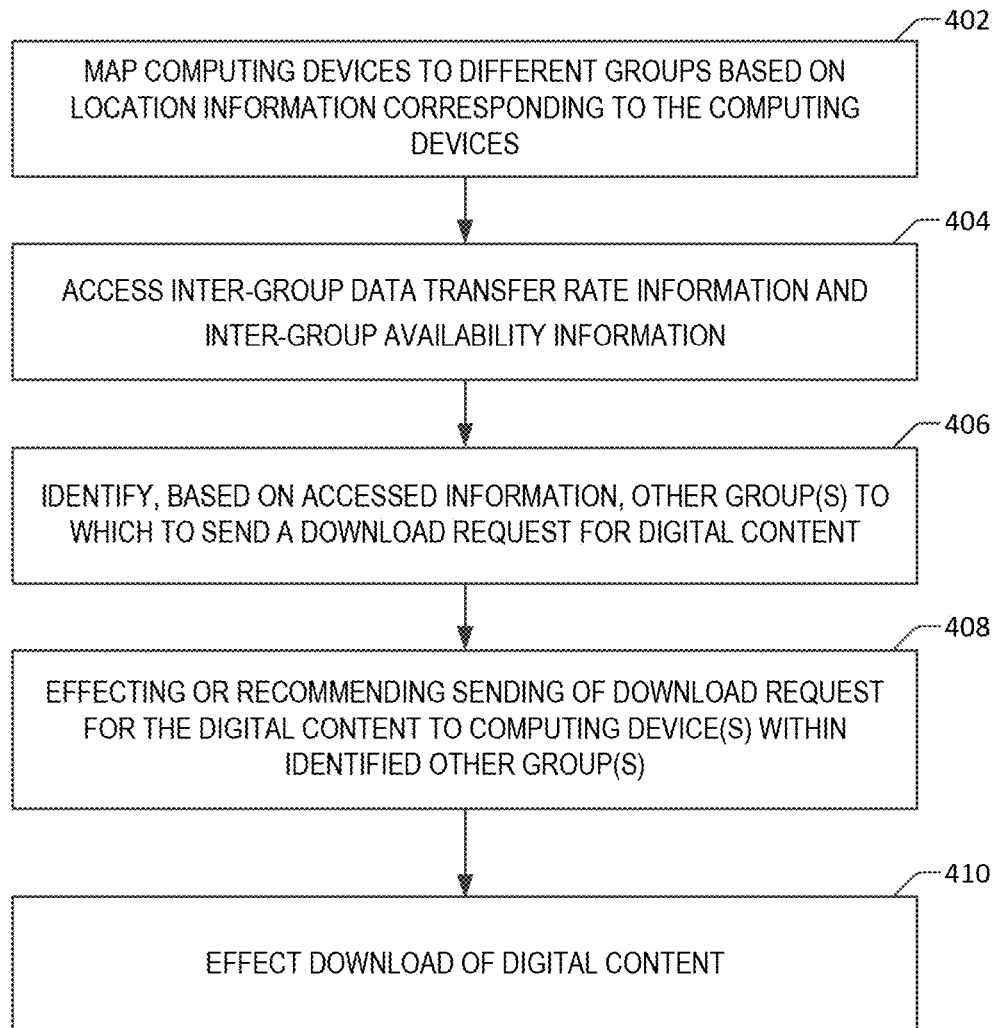 402
MAP COMPUTING DEVICES TO DIFFERENT GROUPS BASED ON
LOCATION INFORMATION CORRESPONDING TO THE COMPUTING
DEVICES
404
ACCESS INTER-GROUP DATA TRANSFER RATE INFORMATION AND
INTER-GROUP AVAILABILITY INFORMATION
406
IDENTIFY, BASED ON ACCESSED INFORMATION, OTHER GROUP(S) TO
WHICH TO SEND A DOWNLOAD REQUEST FOR DIGITAL CONTENT
408
EFFECTING OR RECOMMENDING SENDING OF DOWNLOAD REQUEST
FOR THE DIGITAL CONTENT TO COMPUTING DEVICE(S) WITHIN
IDENTIFIED OTHER GROUP(S)
410
EFFECT DOWNLOAD OF DIGITAL CONTENT